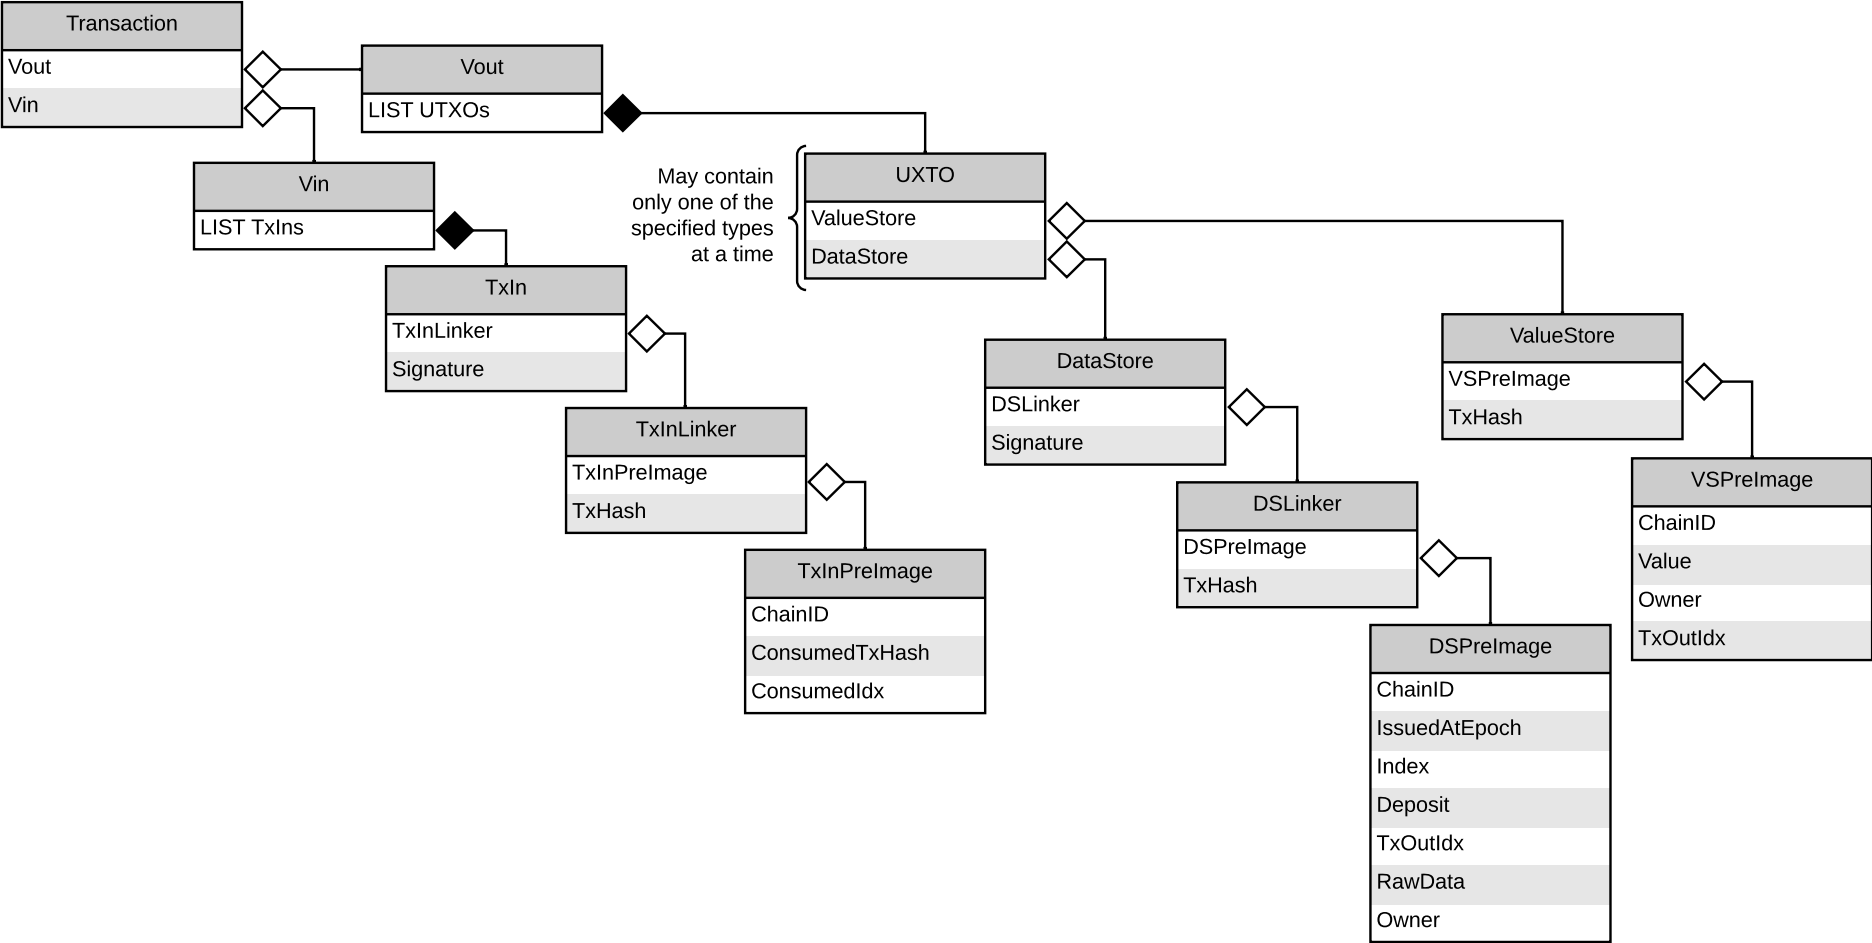 Transaction
Vout
Vin
Vout
LIST UTXOs
Vin
LIST TxIns
May contain
only one of the
specified types
at a time
UXTO
ValueStore
DataStore
TxIn
TxInLinker
Signature
TxInLinker
TxInPreImage
TxHash
TxInPreImage
ChainID
ConsumedTxHash
ConsumedIdx
DataStore
DSLinker
Signature
DSLinker
DSPreImage
TxHash
DSPreImage
ChainID
IssuedAtEpoch
Index
Deposit
TxOutIdx
RawData
Owner
ValueStore
VSPreImage
TxHash
VSPreImage
ChainID
Value
Owner
TxOutIdx